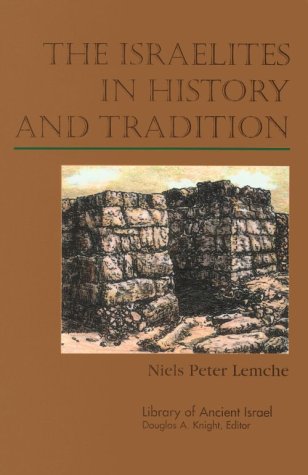 THE ISRAELITES
IN HISTORY
AND TRADITION
Niels Peter Lemche
Library of Ancient Israel
Douglas A. Knight, Editor